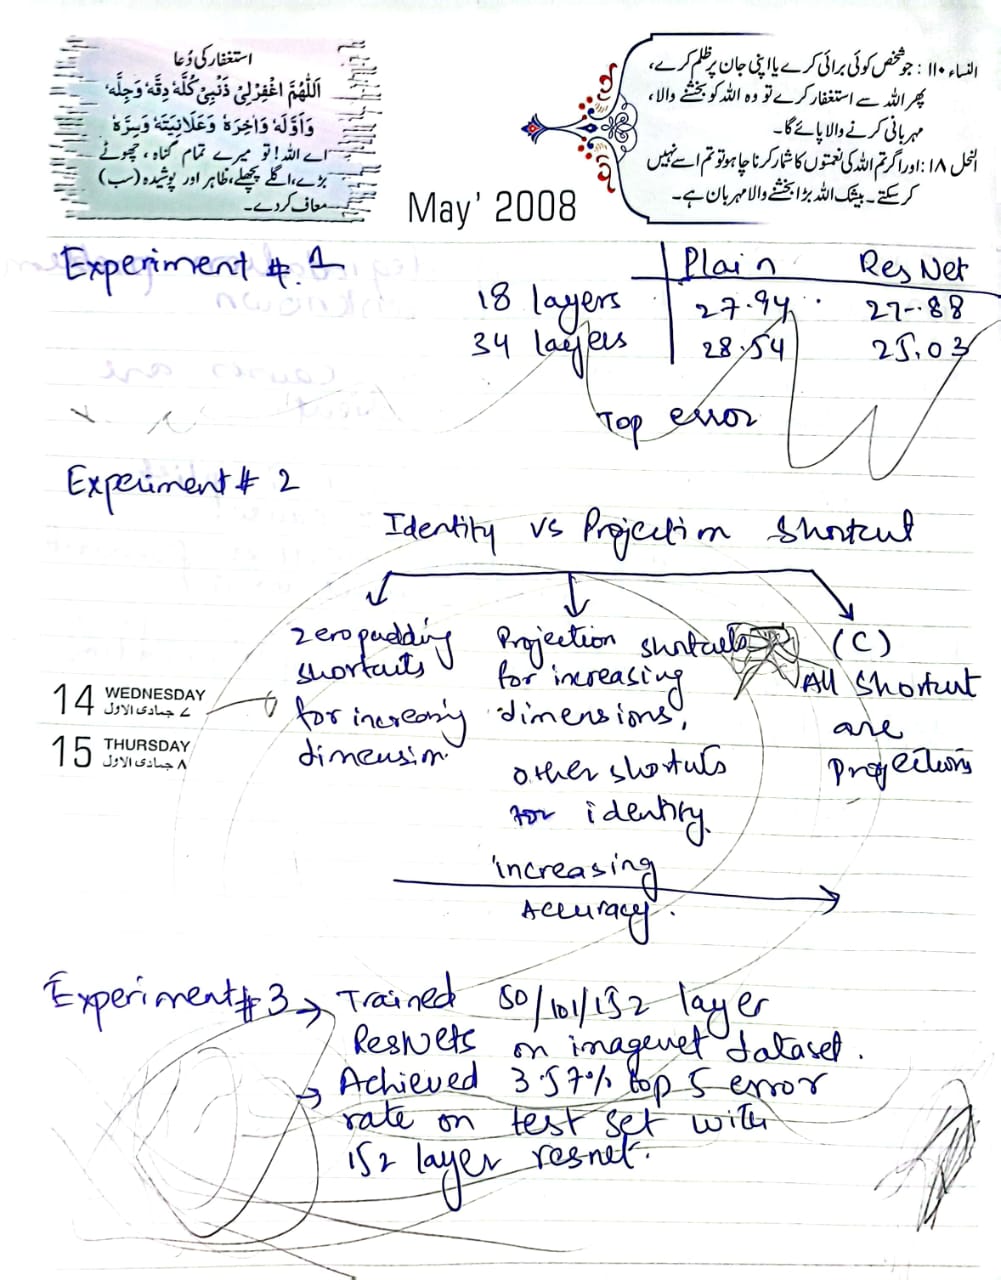 استغفار کی دُعا
اَللّٰهُمَّ اغْفِرْلِیْ ذَنْۢبِیْ كُلَّهٗ دِقَّهٗ وَجِلَّهٗ
وَاَوَّلَهٗ وَاٰخِرَهٗ وَعَلَانِيَتَهٗ وَسِرَّهٗ
اے اللہ! تو میرے تمام گناہ، چھوٹے
بڑے، اگلے پچھلے، ظاہر اور پوشیدہ (سب)
معاف کردے۔
النساء ۱۱۰ : جو شخص کوئی برائی کرے یا اپنی جان پر ظلم کرے،
پھر اللہ سے استغفار کرے تو وہ اللہ کو بخشنے والا،
مہربانی کرنے والا پائے گا۔
النحل ۱۸ : اور اگر تم اللہ کی نعمتوں کا شمار کرنا چاہو تو تم اسے نہیں
کر سکتے۔ بیشک اللہ بڑا بخشنے والا مہربان ہے۔
May' 2008
Experiment #.1
Plain ResNet
18 layers 27.94 27.88
34 layers 28.54 25.03
Top error
Experiment # 2
Identity vs Projection Shortcut
zeropadding
shortcuts
for increasing
dimension.
Projection shortcuts
for increasing
dimensions,
other shortcuts
for identity.
(C)
All Shortcut
are
Projections
14 WEDNESDAY
۷ جمادی الاول
15 THURSDAY
۸ جمادی الاول
increasing
Accuracy.
Experiment #3 → Trained 50/101/152 layer
ResNets on imagenet dataset.
→ Achieved 3.57% top 5 error
rate on test set with
152 layer resnet.